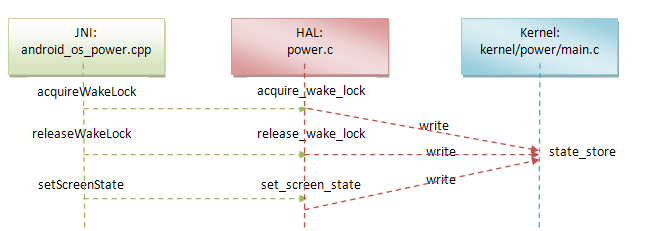 JNI:
android_os_power.cpp
HAL:
power.c
Kernel:
kernel/power/main.c
acquireWakeLock
acquire_wake_lock
write
releaseWakeLock
release_wake_lock
write
state_store
setScreenState
set_screen_state
write